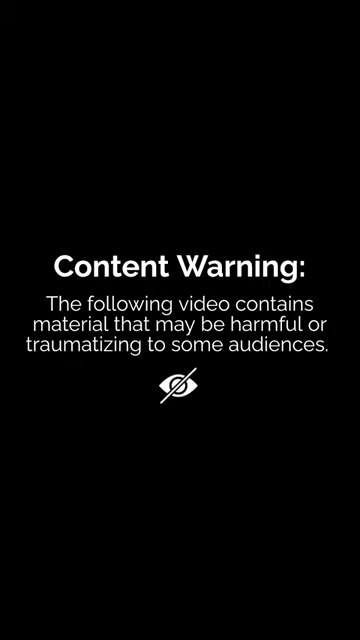 Content Warning:
The following video contains
material that may be harmful or
traumatizing to some audiences.